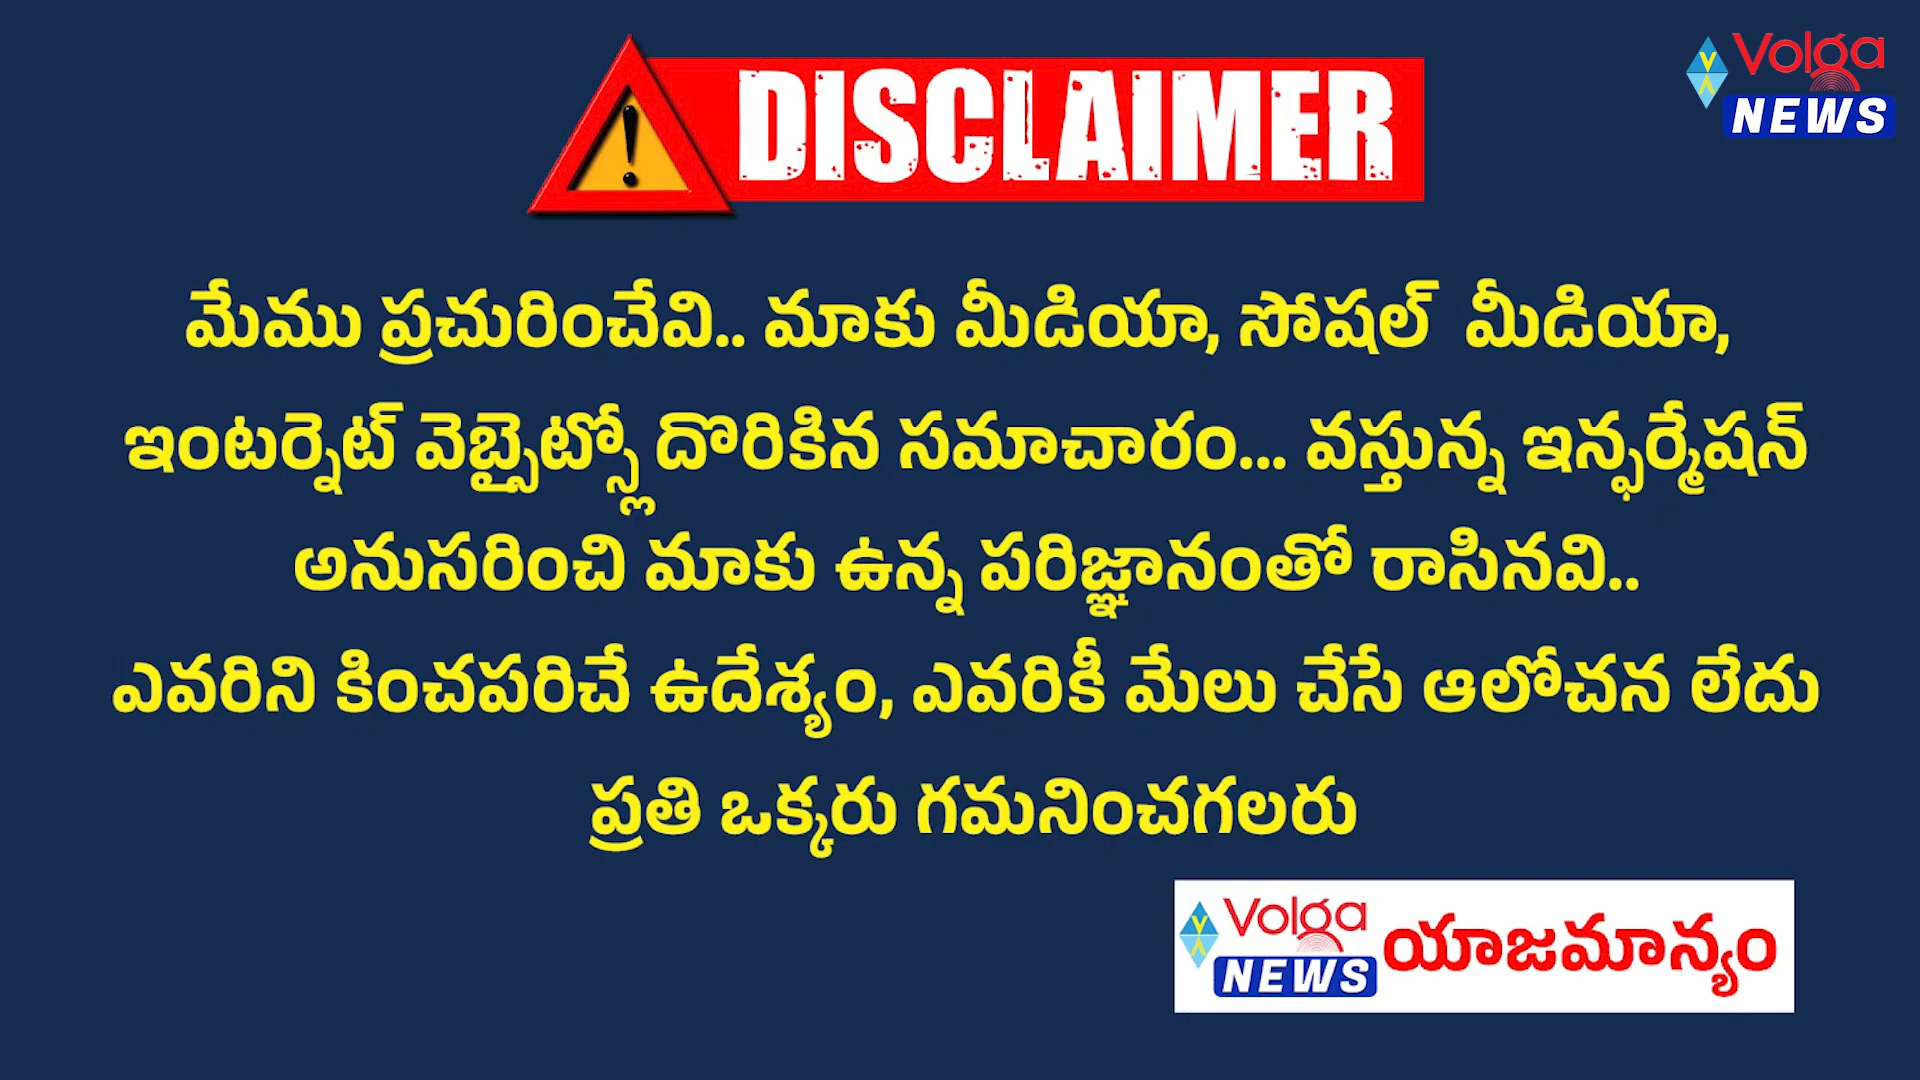 DISCLAIMER
Volga
NEWS
మేము ప్రచురించేవి.. మాకు మీడియా, సోషల్ మీడియా,
ఇంటర్నెట్ వెబ్సైట్స్లో దొరికిన సమాచారం... వస్తున్న ఇన్ఫర్మేషన్
అనుసరించి మాకు ఉన్న పరిజ్ఞానంతో రాసినవి..
ఎవరిని కించపరిచే ఉదేశ్యం, ఎవరికీ మేలు చేసే ఆలోచన లేదు
ప్రతి ఒక్కరు గమనించగలరు
Volga
NEWS యాజమాన్యం